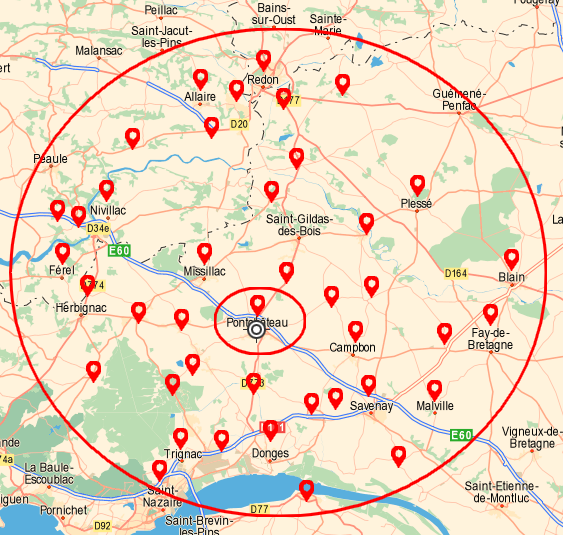 Peillac
Bains-
sur-Oust
Sainte-
Marie
Saint-Jacut-
les-Pins
Malansac
Redon
Allaire
Guémené-
Penfao
D20
Péaule
Nivillac
Plessé
D34e
Saint-Gildas-
des-Bois
E60
Férel
Missillac
D164
Blain
Herbignac
Pontchâteau
Fay-de-
Bretagne
Campbon
D773
Savenay
Malville
Vigneux-de-
Bretagne
E60
Trignac
Donges
La Baule-
Escoublac
Saint-
Nazaire
Saint-Etienne-
de-Montluc
Pornichet
D92
D77
Saint-Brevin-
les-Pins